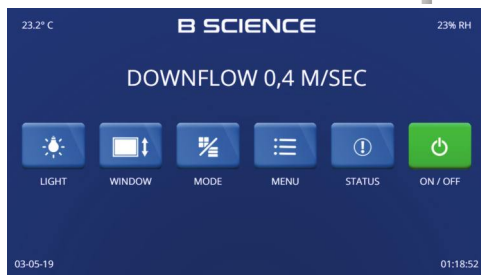 23.2° C
B SCIENCE
23% RH
DOWNFLOW 0,4 M/SEC
LIGHT
WINDOW
MODE
MENU
STATUS
ON / OFF
03-05-19
01:18:52